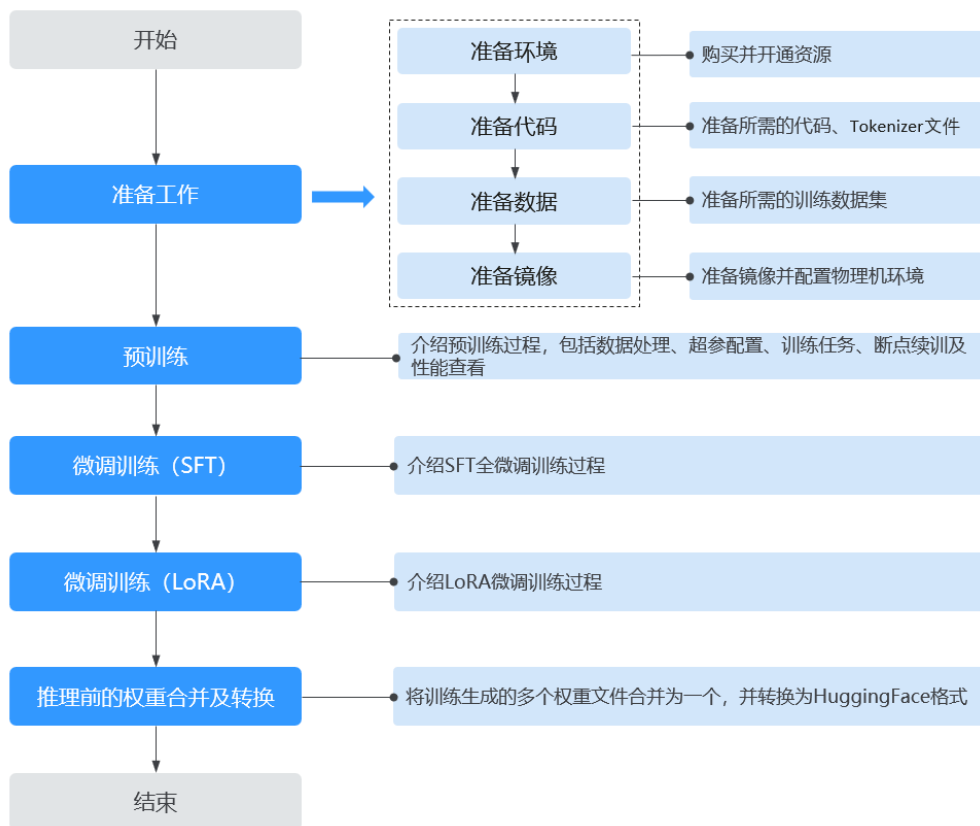 开始
准备工作
准备环境
购买并开通资源
准备代码
准备所需的代码、Tokenizer文件
准备数据
准备所需的训练数据集
准备镜像
准备镜像并配置物理机环境
预训练
介绍预训练过程，包括数据处理、超参配置、训练任务、断点续训及
性能查看
微调训练（SFT）
介绍SFT全微调训练过程
微调训练（LoRA）
介绍LoRA微调训练过程
推理前的权重合并及转换
将训练生成的多个权重文件合并为一个，并转换为HuggingFace格式
结束